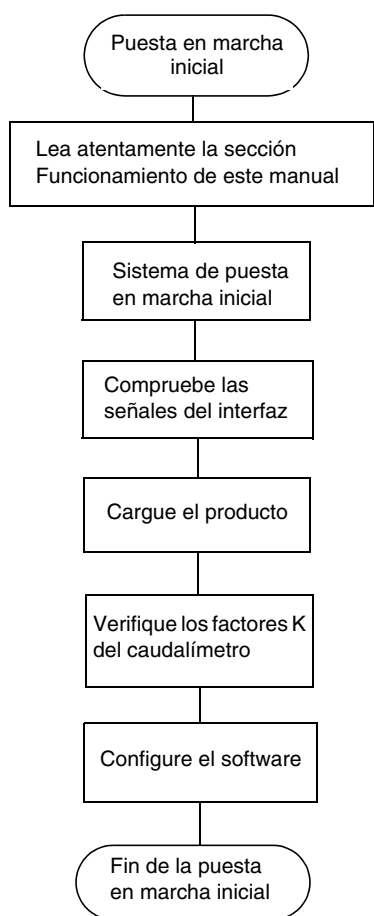 Puesta en marcha
inicial
Lea atentamente la sección
Funcionamiento de este manual
Sistema de puesta
en marcha inicial
Compruebe las
señales del interfaz
Cargue el producto
Verifique los factores K
del caudalímetro
Configure el software
Fin de la puesta
en marcha inicial